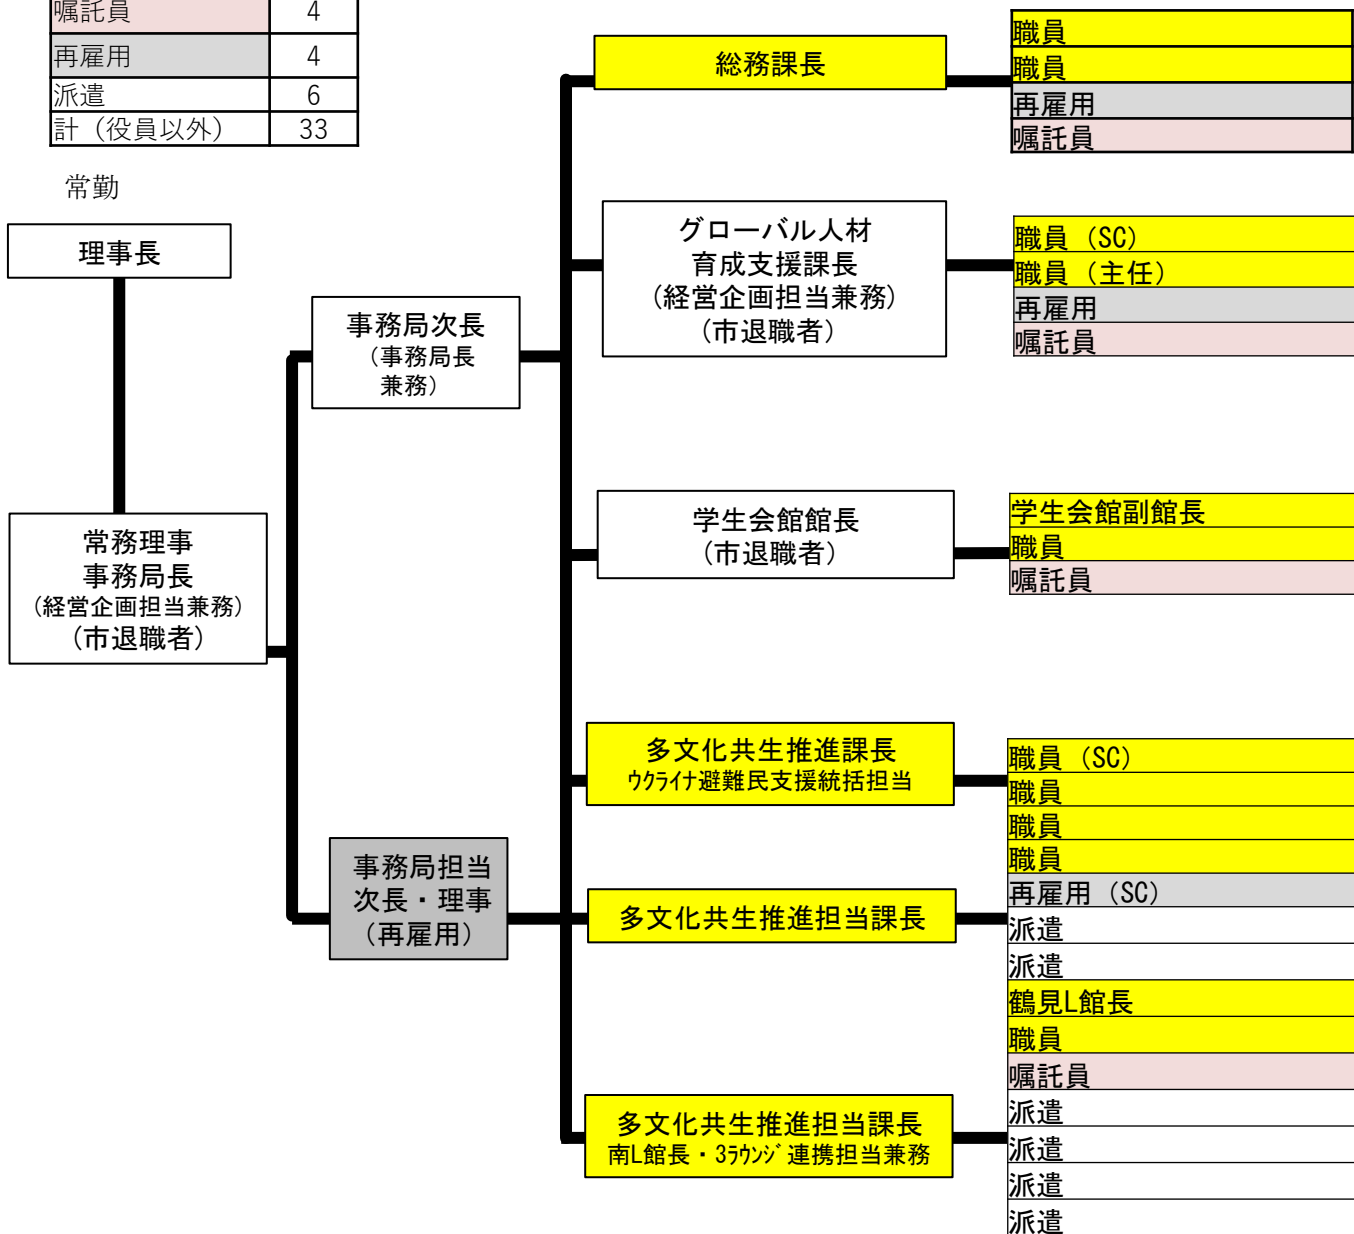 嘱託員 4
再雇用 4
派遣 6
計（役員以外） 33
常勤
理事長
常務理事
事務局長
(経営企画担当兼務)
(市退職者)
事務局次長
(事務局長
兼務)
事務局担当
次長・理事
(再雇用)
総務課長
職員
職員
再雇用
嘱託員
グローバル人材
育成支援課長
(経営企画担当兼務)
(市退職者)
職員（SC）
職員（主任）
再雇用
嘱託員
学生会館館長
(市退職者)
学生会館副館長
職員
嘱託員
多文化共生推進課長
ｳｸﾗｲﾅ避難民支援統括担当
多文化共生推進担当課長
多文化共生推進担当課長
南L館長・3ﾗｳﾝｼﾞ連携担当兼務
職員（SC）
職員
職員
職員
再雇用（SC）
派遣
派遣
鶴見L館長
職員
嘱託員
派遣
派遣
派遣
派遣